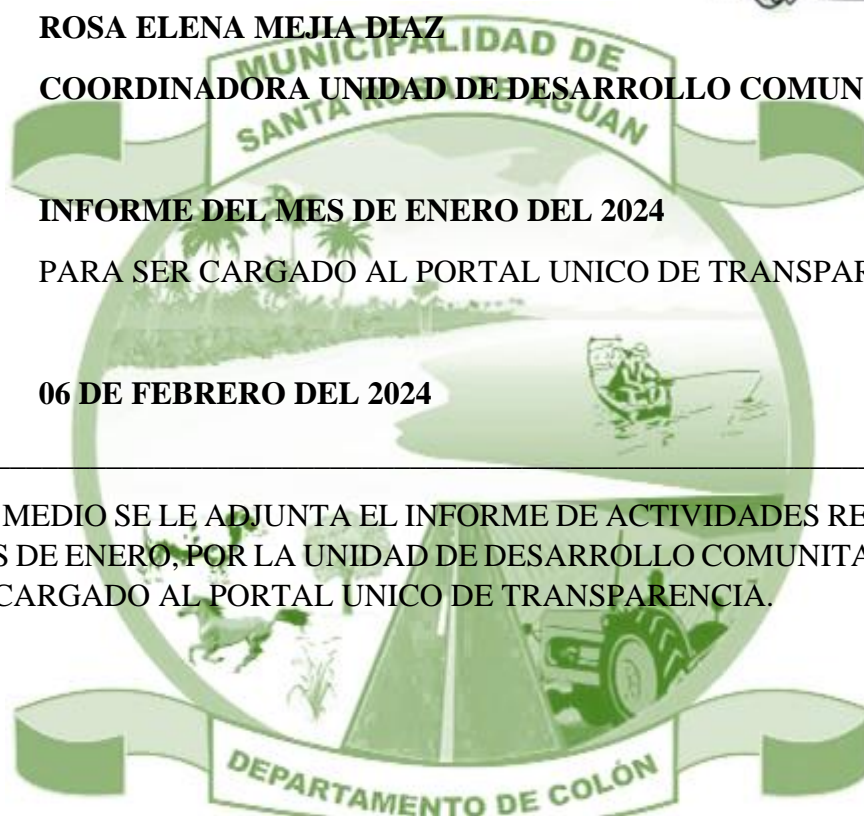 ROSA ELENA MEJIA DIAZ
MUNICIPALIDAD DE
COORDINADORA UNIDAD DE DESARROLLO COMUN
SANTA ROSA DE AGUAN
INFORME DEL MES DE ENERO DEL 2024
PARA SER CARGADO AL PORTAL UNICO DE TRANSPAR
06 DE FEBRERO DEL 2024
MEDIO SE LE ADJUNTA EL INFORME DE ACTIVIDADES RE
S DE ENERO, POR LA UNIDAD DE DESARROLLO COMUNITA
CARGADO AL PORTAL UNICO DE TRANSPARENCIA.
DEPARTAMENTO DE COLÓN